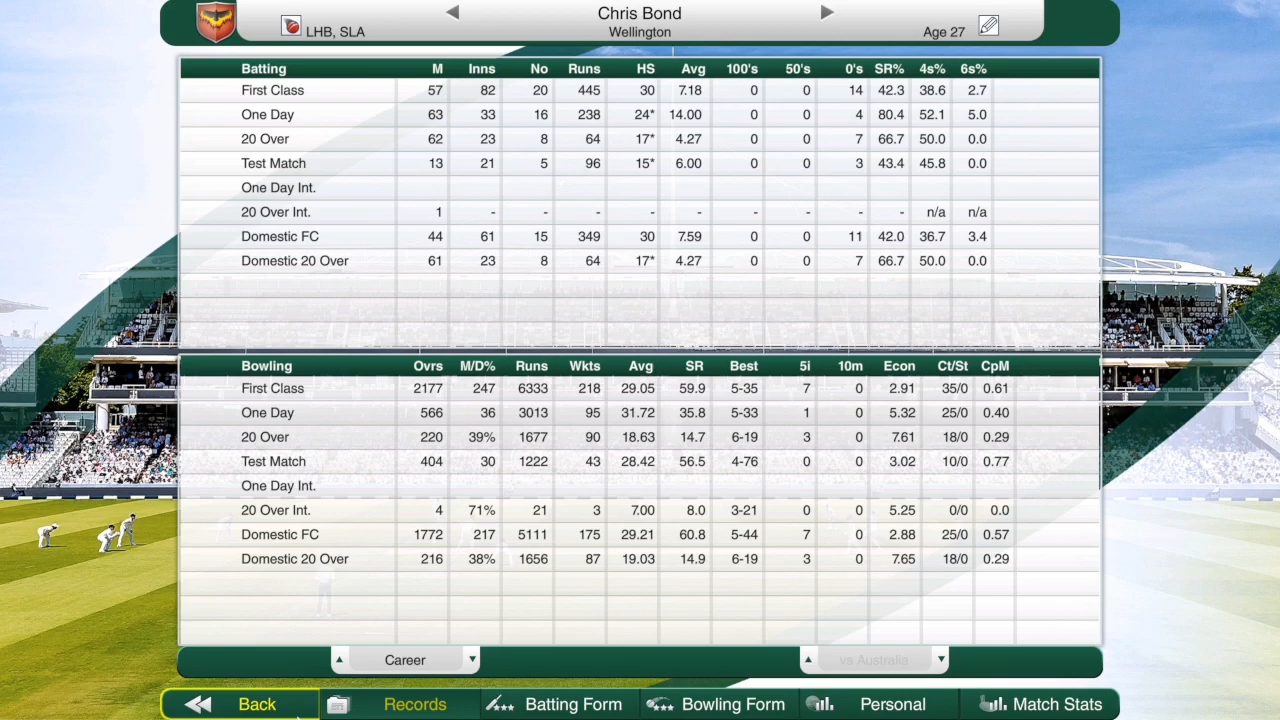 Chris Bond
LHB, SLA Wellington Age 27
Batting M Inns No Runs HS Avg 100's 50's 0's SR% 4s% 6s%
First Class 57 82 20 445 30 7.18 0 0 14 42.3 38.6 2.7
One Day 63 33 16 238 24* 14.00 0 0 4 80.4 52.1 5.0
20 Over 62 23 8 64 17* 4.27 0 0 7 66.7 50.0 0.0
Test Match 13 21 5 96 15* 6.00 0 0 3 43.4 45.8 0.0
One Day Int.
20 Over Int. 1 - - - - - - - - - n/a n/a
Domestic FC 44 61 15 349 30 7.59 0 0 11 42.0 36.7 3.4
Domestic 20 Over 61 23 8 64 17* 4.27 0 0 7 66.7 50.0 0.0
Bowling Ovrs M/D% Runs Wkts Avg SR Best 5i 10m Econ Ct/St CpM
First Class 2177 247 6333 218 29.05 59.9 5-35 7 0 2.91 35/0 0.61
One Day 566 36 3013 95 31.72 35.8 5-33 1 0 5.32 25/0 0.40
20 Over 220 39% 1677 90 18.63 14.7 6-19 3 0 7.61 18/0 0.29
Test Match 404 30 1222 43 28.42 56.5 4-76 0 0 3.02 10/0 0.77
One Day Int.
20 Over Int. 4 71% 21 3 7.00 8.0 3-21 0 0 5.25 0/0 0.0
Domestic FC 1772 217 5111 175 29.21 60.8 5-44 7 0 2.88 25/0 0.57
Domestic 20 Over 216 38% 1656 87 19.03 14.9 6-19 3 0 7.65 18/0 0.29
Career vs Australia
Back Records Batting Form Bowling Form Personal Match Stats